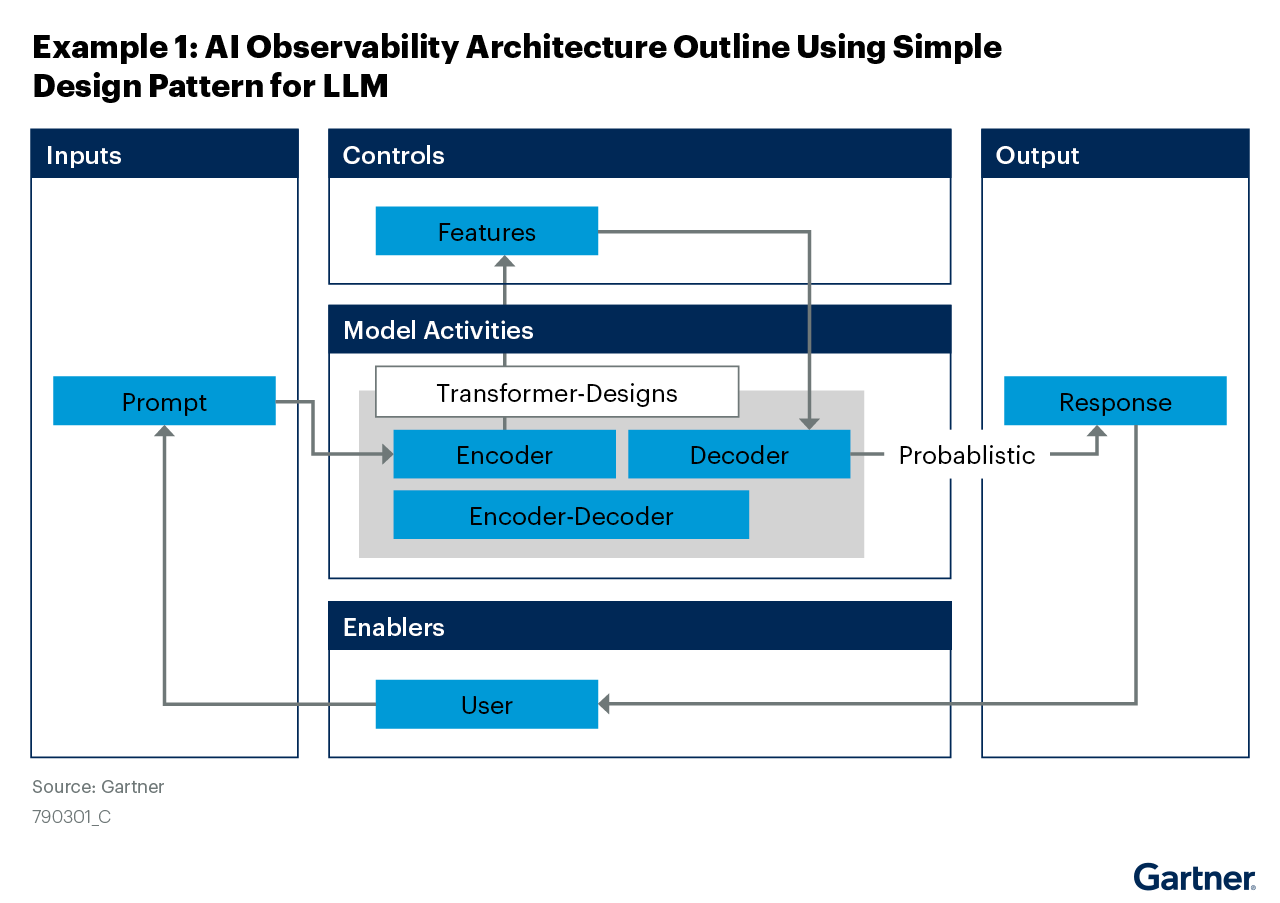 Example 1: AI Observability Architecture Outline Using Simple
Design Pattern for LLM
Inputs
Prompt
Controls
Features
Model Activities
Transformer-Designs
Encoder
Decoder
Encoder-Decoder
Probablistic
Enablers
User
Output
Response
Source: Gartner
790301_C
Gartner®